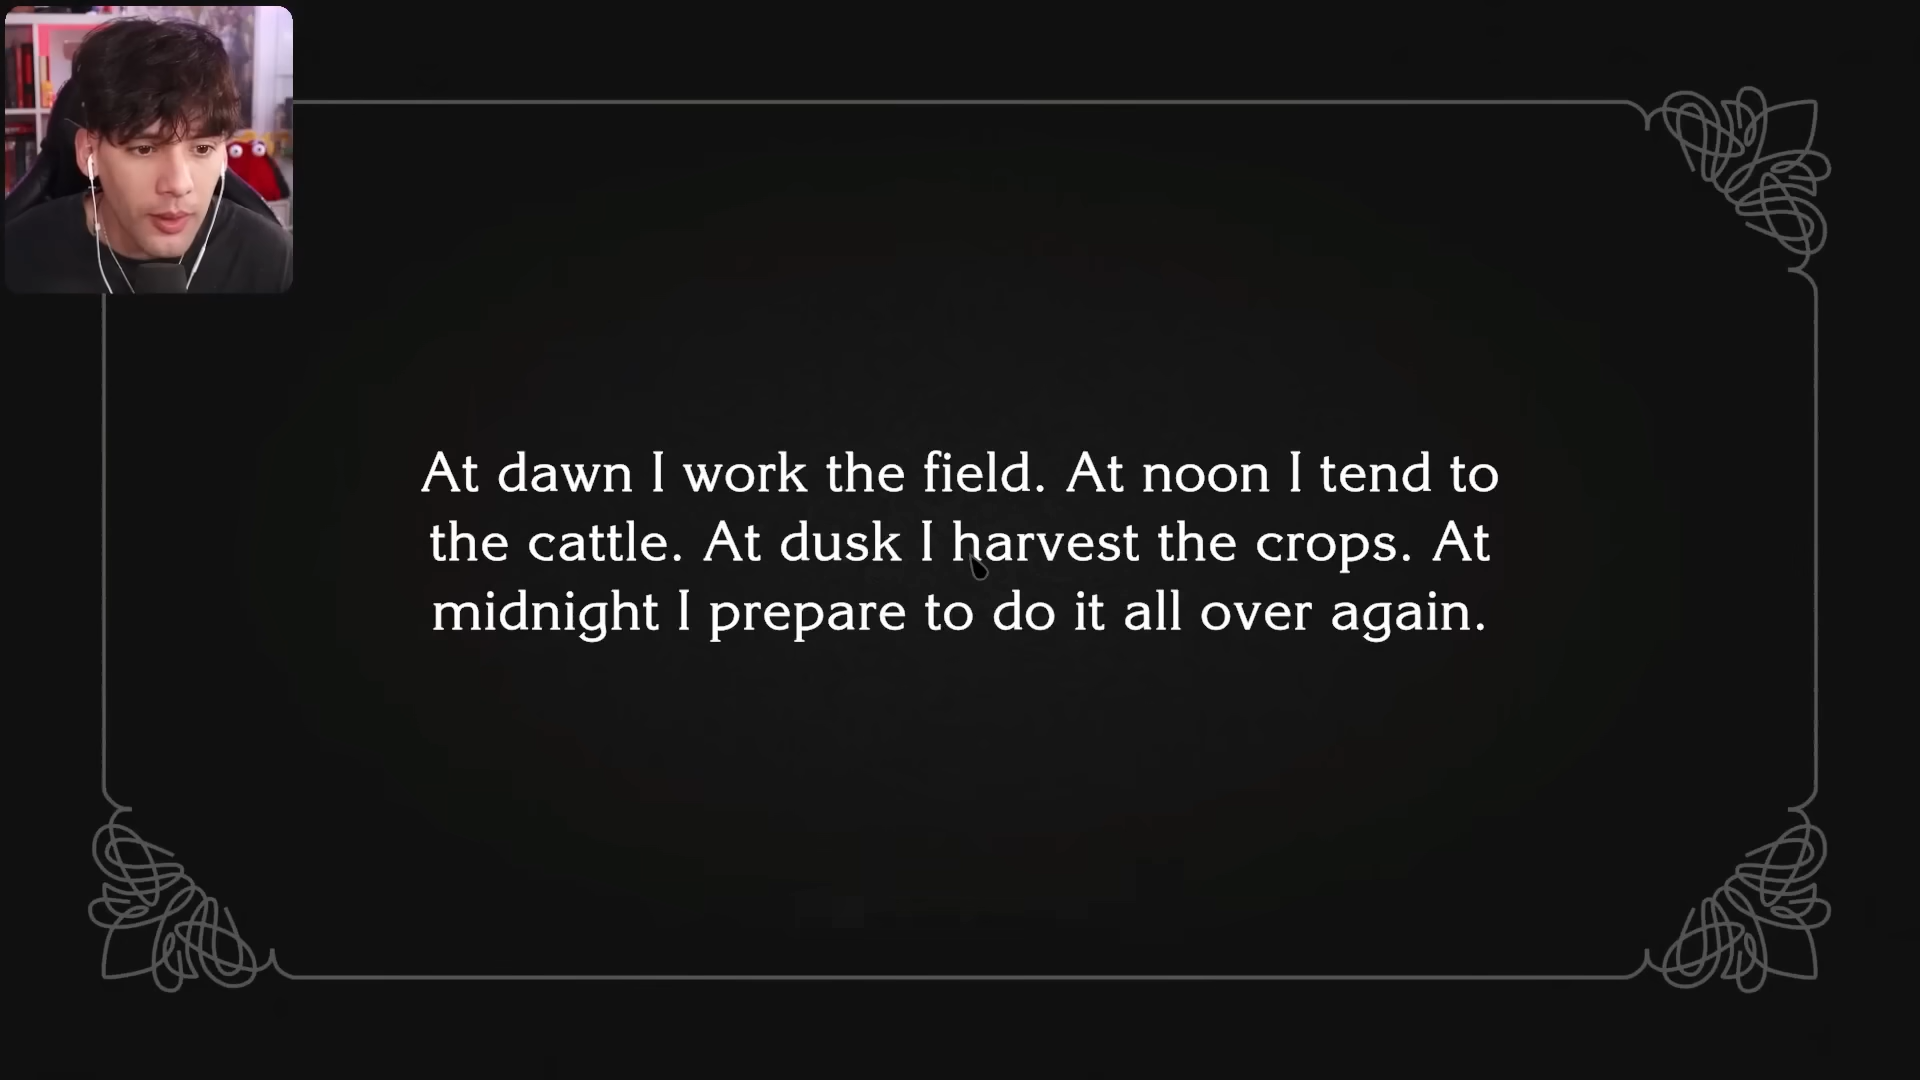 At dawn I work the field. At noon I tend to
the cattle. At dusk I harvest the crops. At
midnight I prepare to do it all over again.